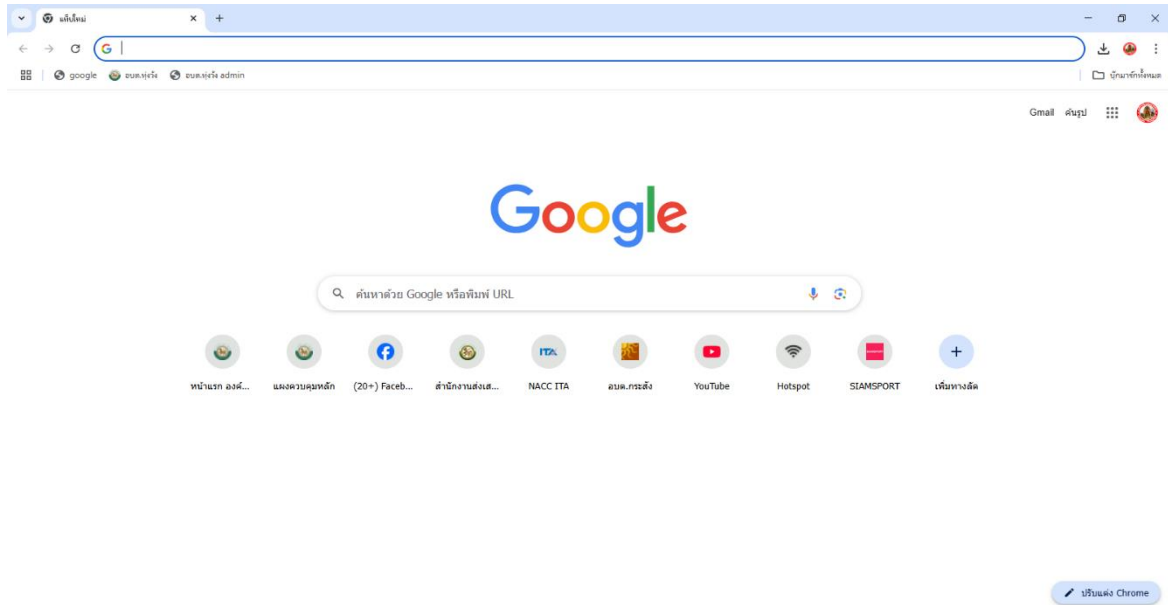 แท็บใหม่
G
google อบต.ทุ่งวัง อบต.ทุ่งวัง admin บุ๊กมาร์กทั้งหมด
Gmail ค้นรูป
Google
ค้นหาด้วย Google หรือพิมพ์ URL
หน้าแรก องค์... แผงควบคุมหลัก (20+) Faceb... สำนักงานส่งเส... NACC ITA อบต.กระสัง YouTube Hotspot SIAMSPORT เพิ่มทางลัด
ปรับแต่ง Chrome